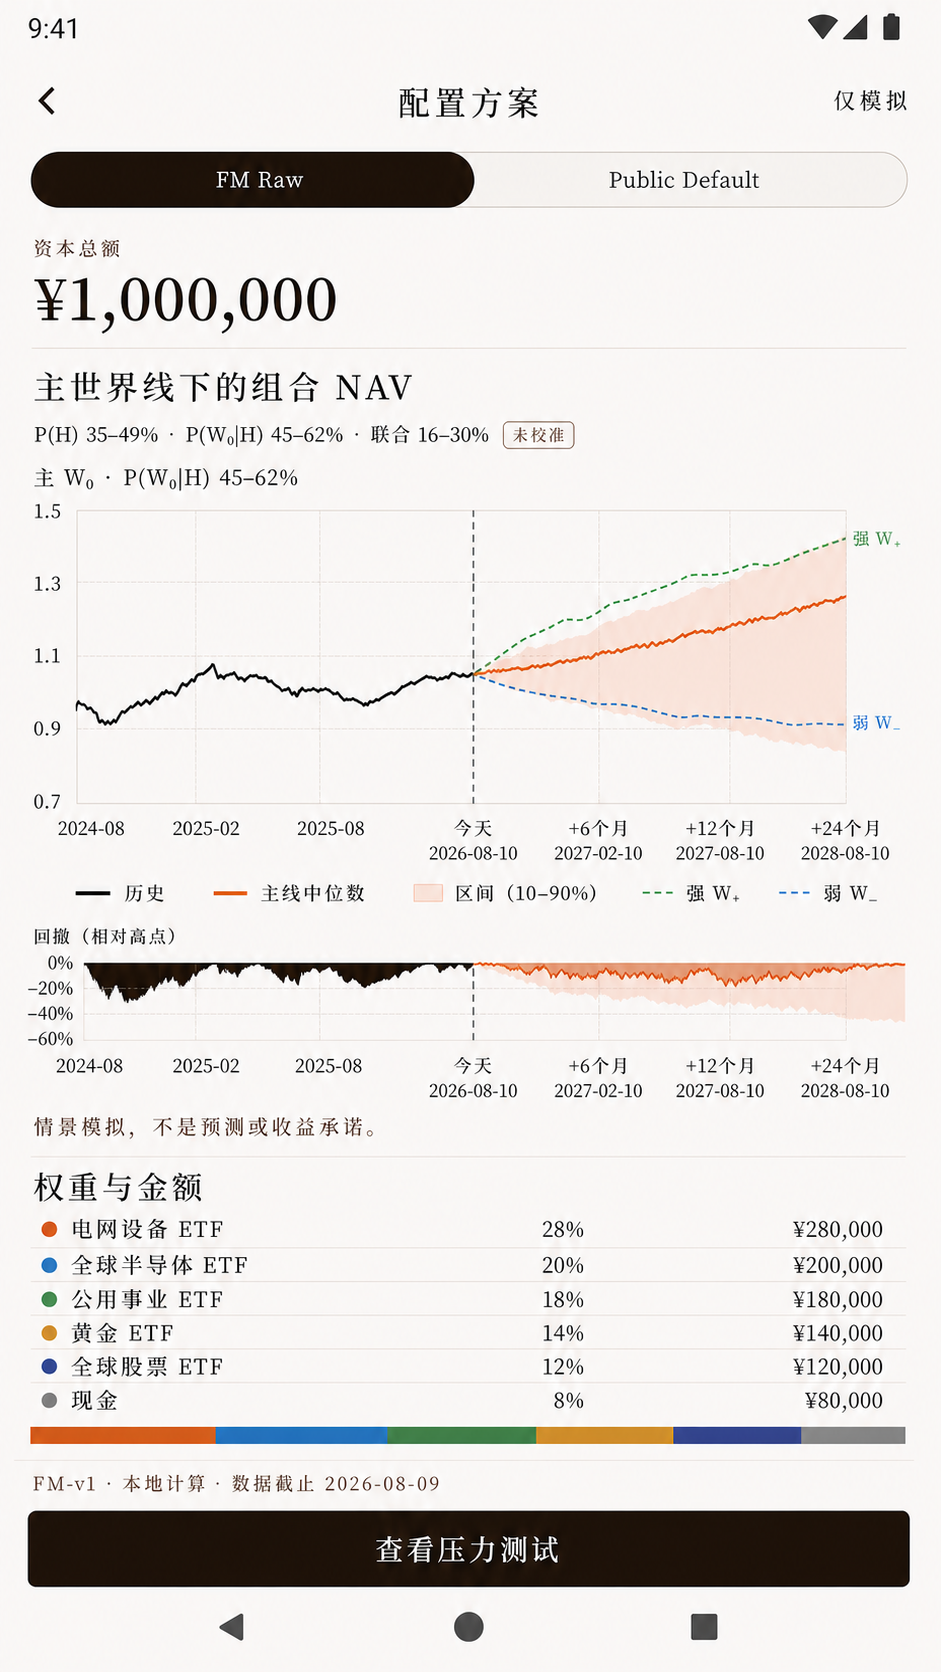 9:41
配置方案
仅模拟
FM Raw
Public Default
资本总额
¥1,000,000
主世界线下的组合 NAV
P(H) 35–49% · P(W₀|H) 45–62% · 联合 16–30% 未校准
主 W₀ · P(W₀|H) 45–62%
1.5
1.3
1.1
0.9
0.7
强 W₊
弱 W₋
2024-08
2025-02
2025-08
今天
2026-08-10
+6个月
2027-02-10
+12个月
2027-08-10
+24个月
2028-08-10
历史
主线中位数
区间（10–90%）
强 W₊
弱 W₋
回撤（相对高点）
0%
–20%
–40%
–60%
2024-08
2025-02
2025-08
今天
2026-08-10
+6个月
2027-02-10
+12个月
2027-08-10
+24个月
2028-08-10
情景模拟，不是预测或收益承诺。
权重与金额
电网设备 ETF 28% ¥280,000
全球半导体 ETF 20% ¥200,000
公用事业 ETF 18% ¥180,000
黄金 ETF 14% ¥140,000
全球股票 ETF 12% ¥120,000
现金 8% ¥80,000
FM-v1 · 本地计算 · 数据截止 2026-08-09
查看压力测试